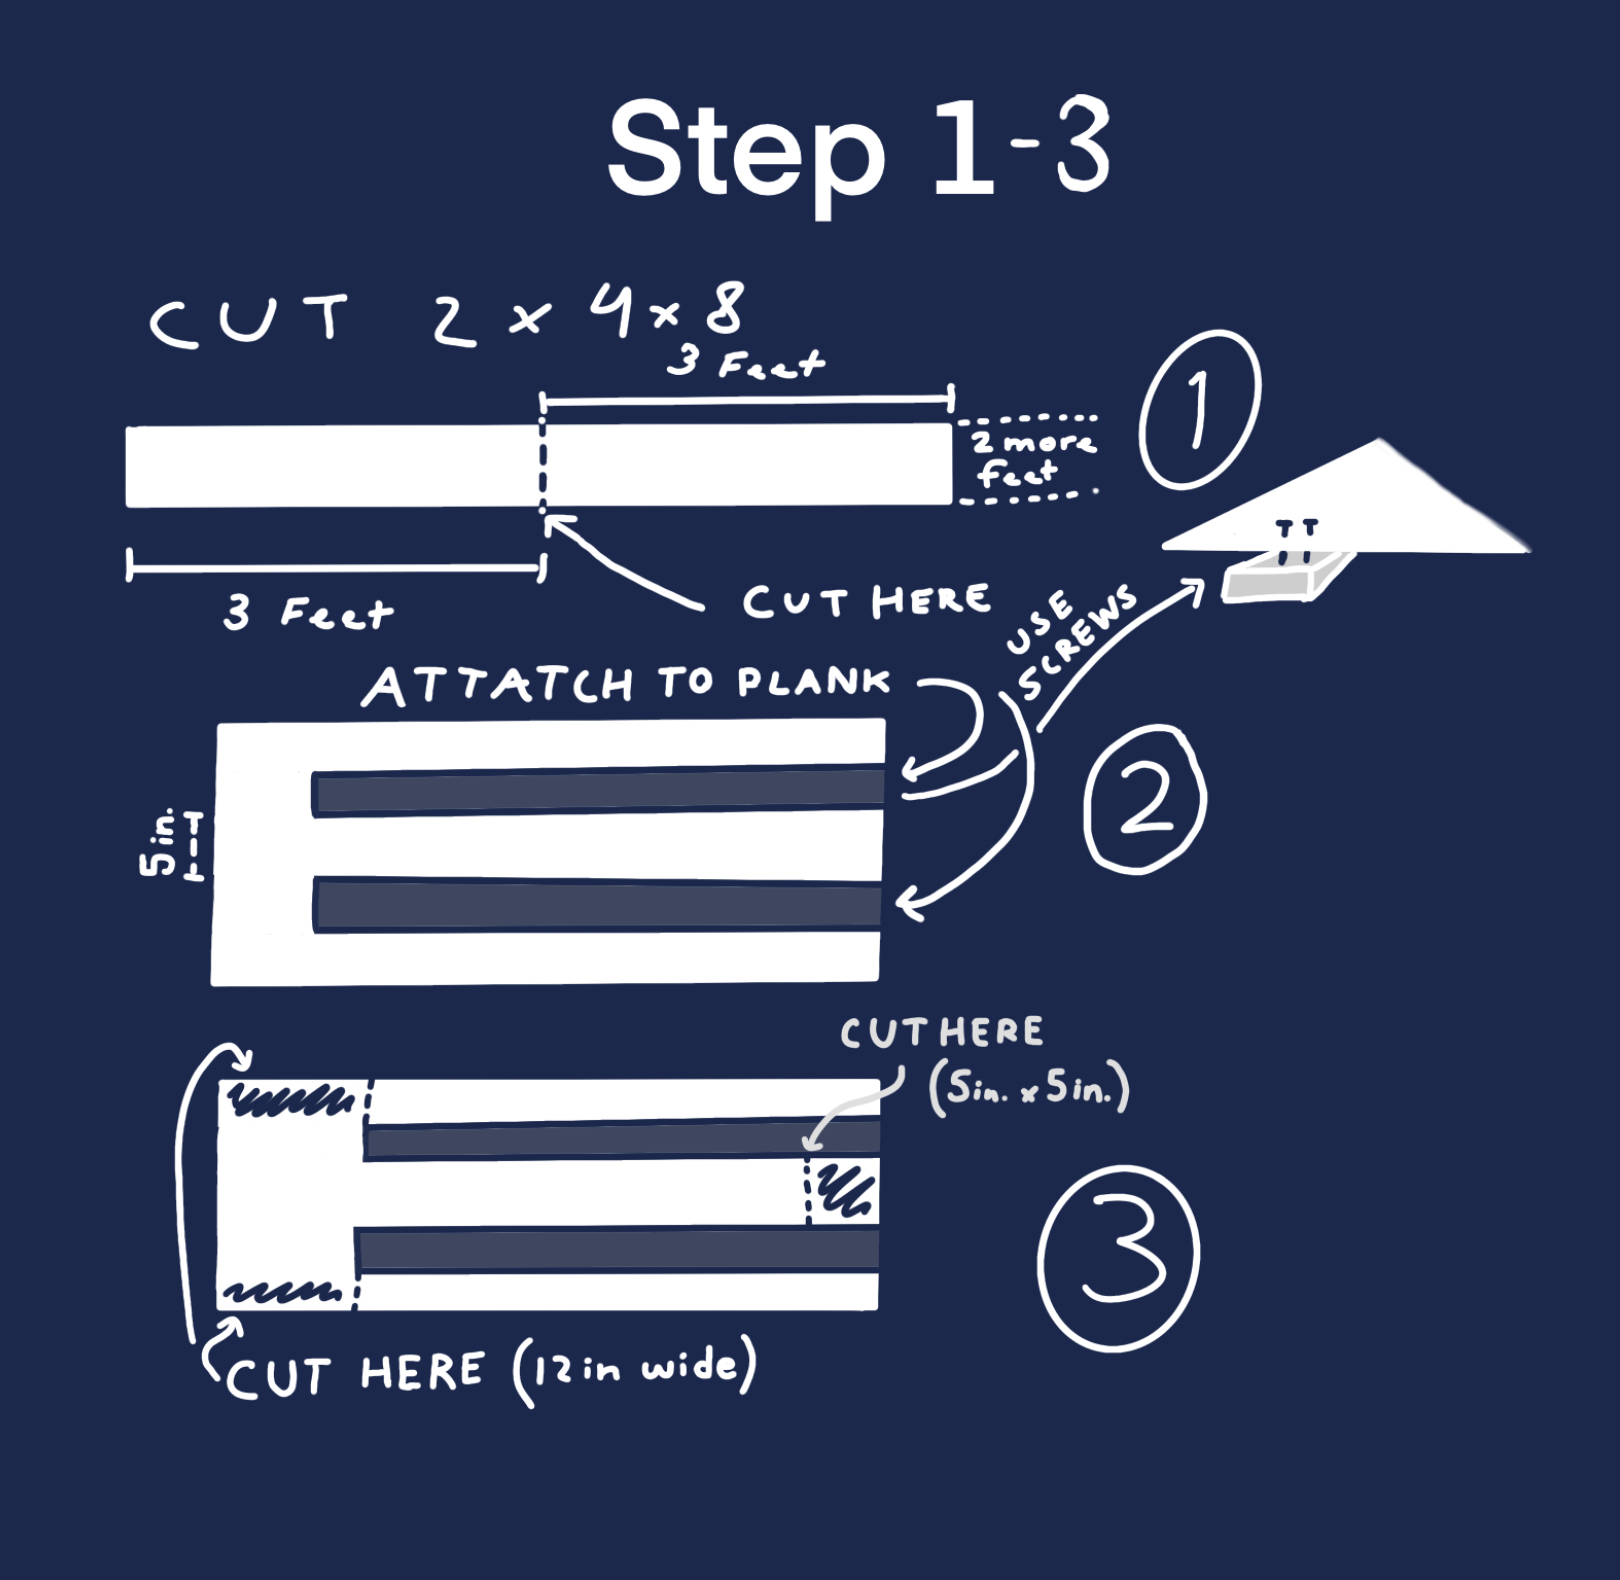 Step 1-3
CUT 2 x 4 x 8
3 Feet
2 more
feet
1
3 Feet
CUT HERE
USE
SCREWS
ATTATCH TO PLANK
5in.
2
CUT HERE
(5in. x 5in.)
3
CUT HERE (12in wide)